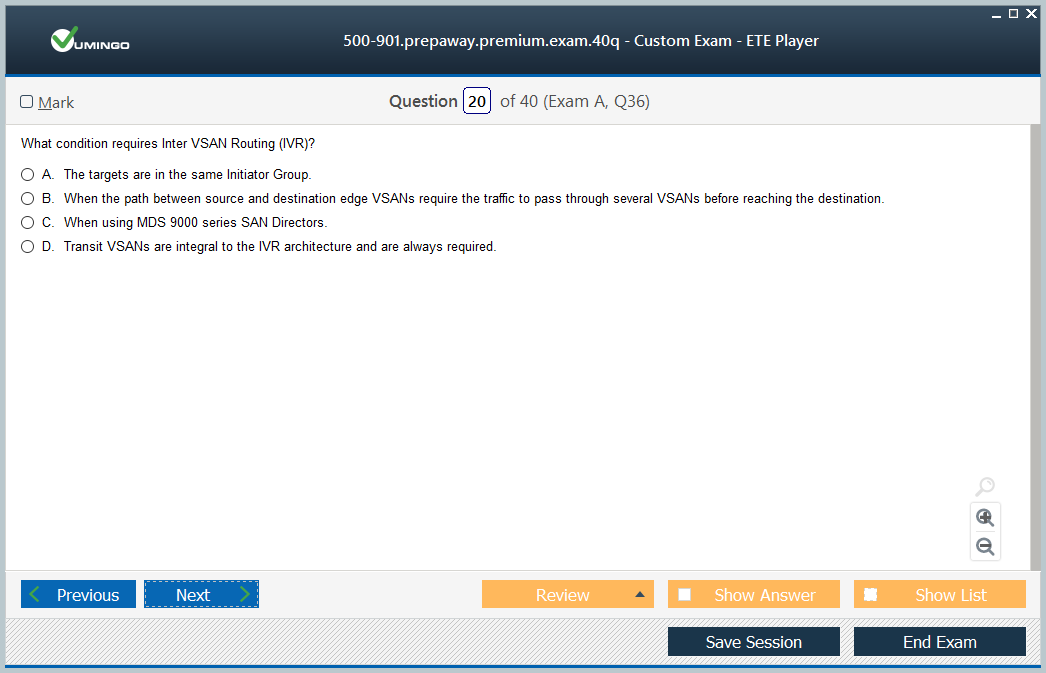 VUMINGO
500-901.prepaway.premium.exam.40q - Custom Exam - ETE Player
Mark
Question 20 of 40 (Exam A, Q36)
What condition requires Inter VSAN Routing (IVR)?
A. The targets are in the same Initiator Group.
B. When the path between source and destination edge VSANs require the traffic to pass through several VSANs before reaching the destination.
C. When using MDS 9000 series SAN Directors.
D. Transit VSANs are integral to the IVR architecture and are always required.
Previous
Next
Review
Show Answer
Show List
Save Session
End Exam